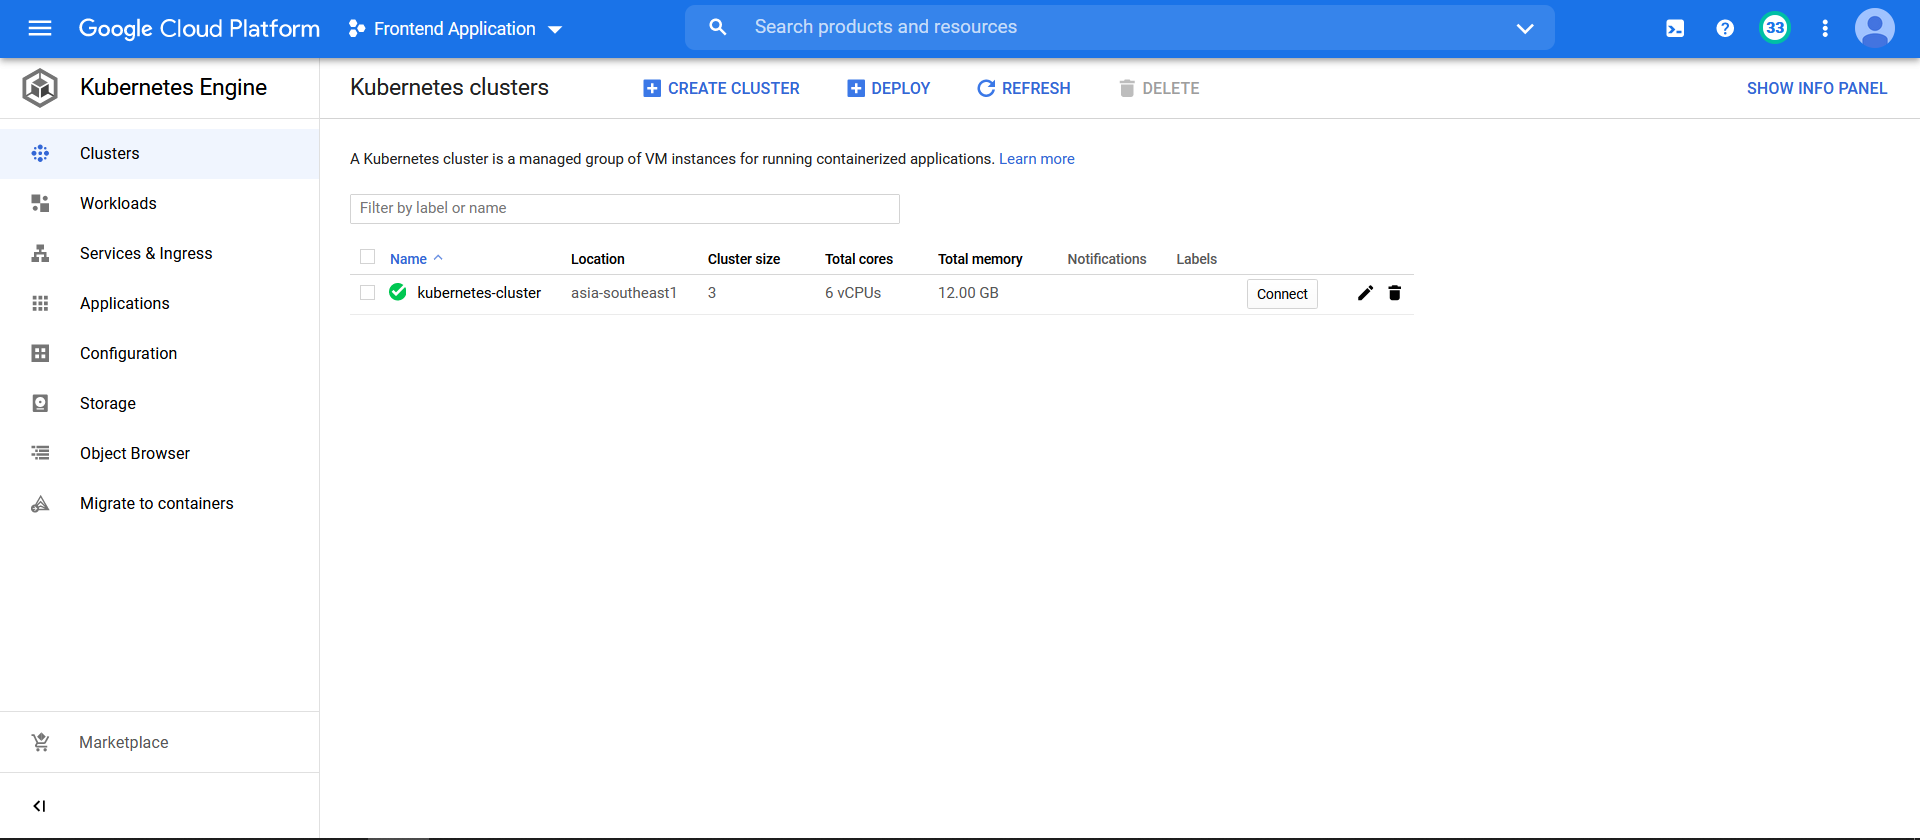 Google Cloud Platform
Frontend Application
Search products and resources
33
Kubernetes Engine
Kubernetes clusters
CREATE CLUSTER
DEPLOY
REFRESH
DELETE
SHOW INFO PANEL
Clusters
Workloads
Services & Ingress
Applications
Configuration
Storage
Object Browser
Migrate to containers
Marketplace
A Kubernetes cluster is a managed group of VM instances for running containerized applications. Learn more
Filter by label or name
Name Location Cluster size Total cores Total memory Notifications Labels
kubernetes-cluster asia-southeast1 3 6 vCPUs 12.00 GB Connect